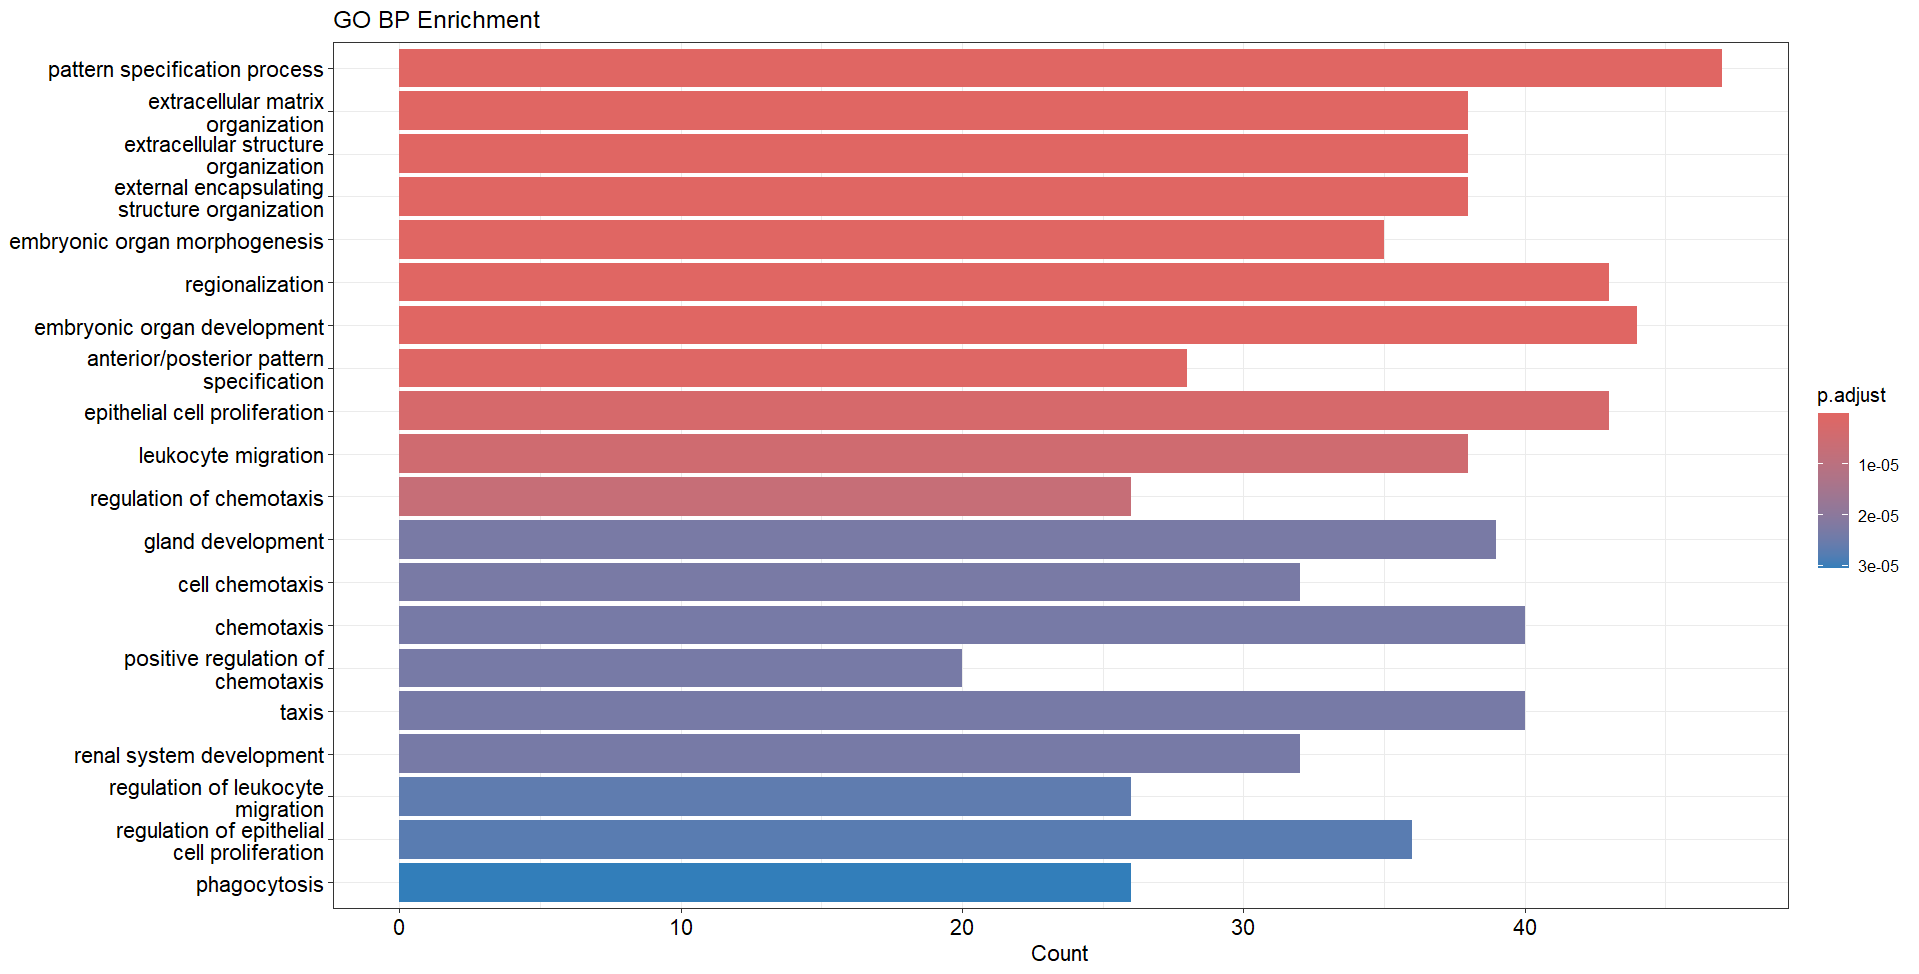 GO BP Enrichment
pattern specification process
extracellular matrix
organization
extracellular structure
organization
external encapsulating
structure organization
embryonic organ morphogenesis
regionalization
embryonic organ development
anterior/posterior pattern
specification
epithelial cell proliferation
leukocyte migration
regulation of chemotaxis
gland development
cell chemotaxis
chemotaxis
positive regulation of
chemotaxis
taxis
renal system development
regulation of leukocyte
migration
regulation of epithelial
cell proliferation
phagocytosis
0 10 20 30 40
Count
p.adjust
1e-05
2e-05
3e-05